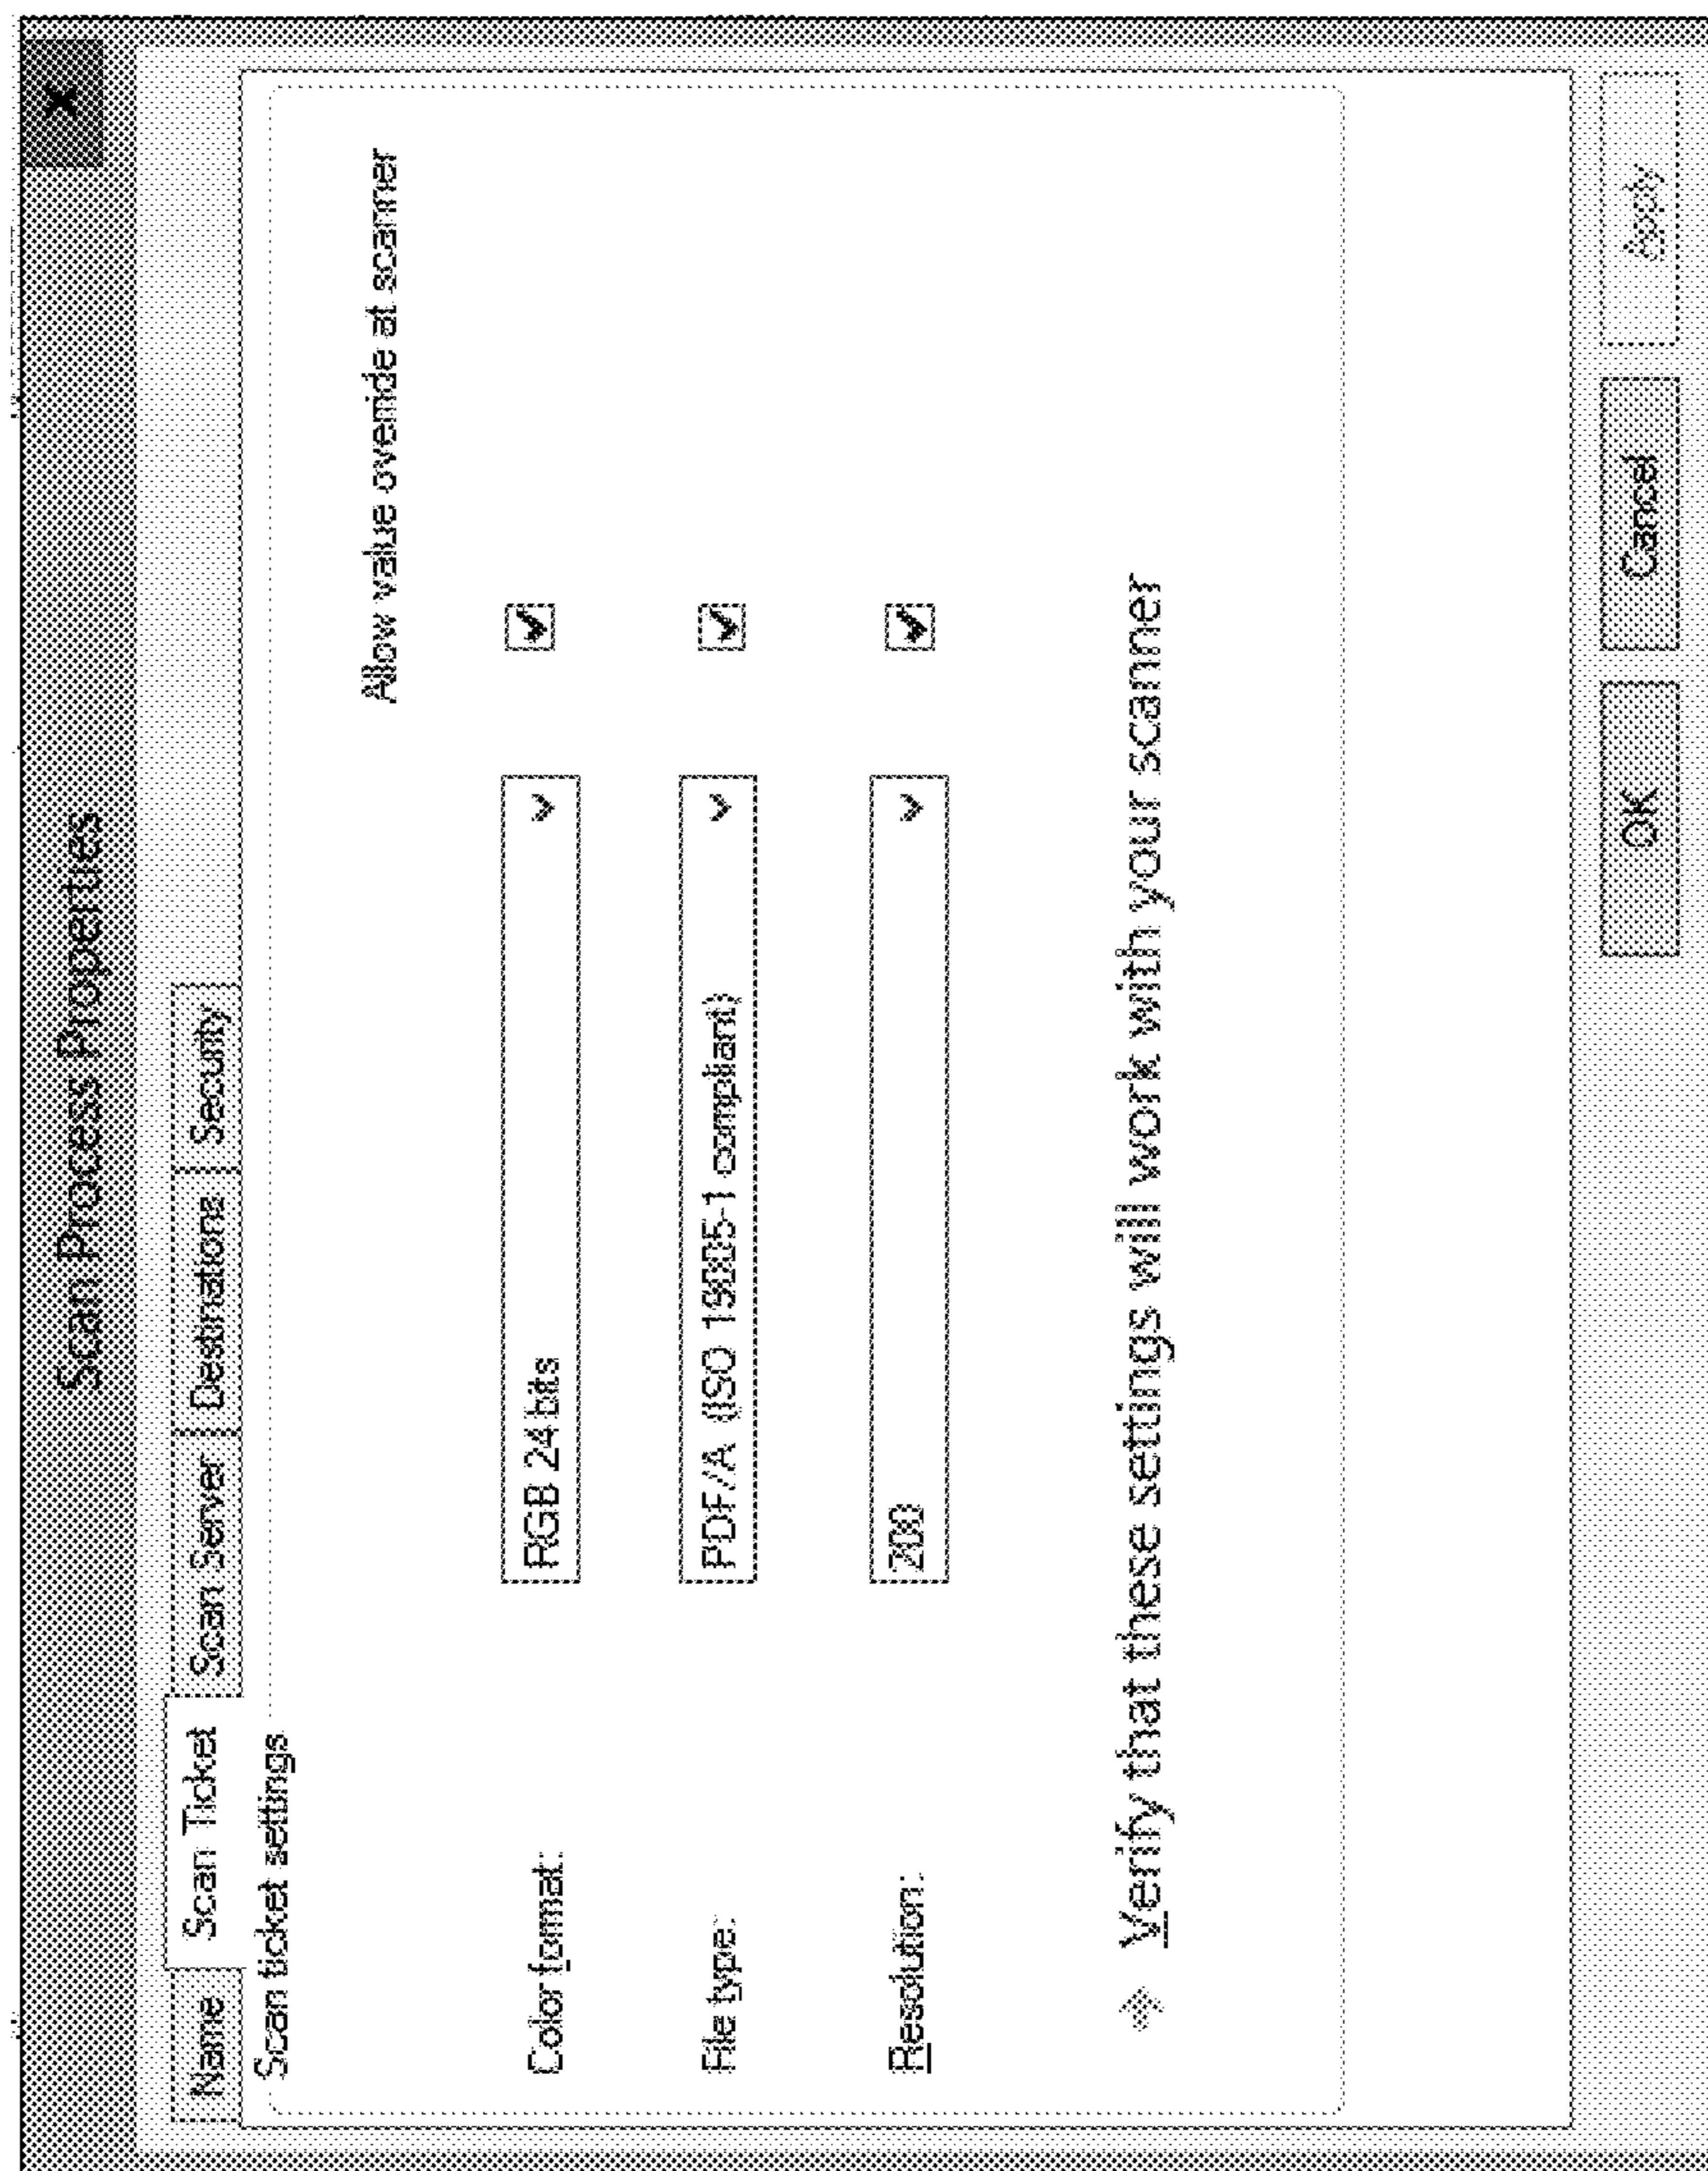 Scan Process Properties
X
Name Scan Ticket Scan Server Destinations Security
Scan ticket settings
Allow value override at scanner
Color format: RGB 24 bits
File type: PDF/A (ISO 19005-1 compliant)
Resolution: 200
Verify that these settings will work with your scanner
OK Cancel Apply